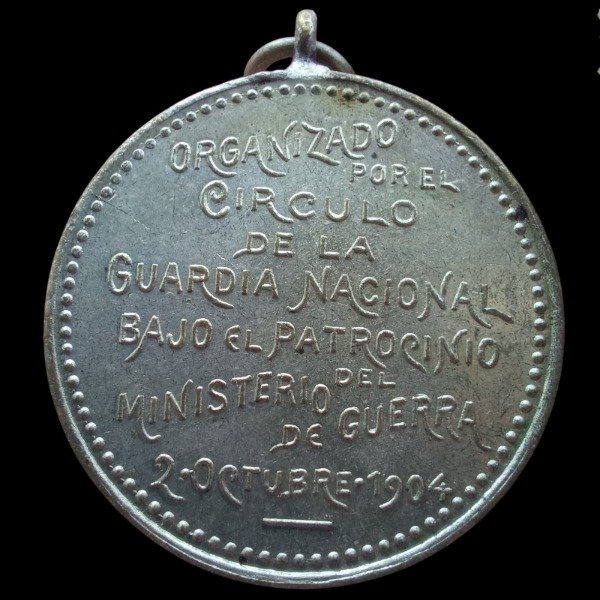 ORGANIZADO
POR EL
CIRCULO
DE LA
GUARDIA NACIONAL
BAJO EL PATROCINIO
DEL
MINISTERIO
DE GUERRA
2·OCTUBRE·1904